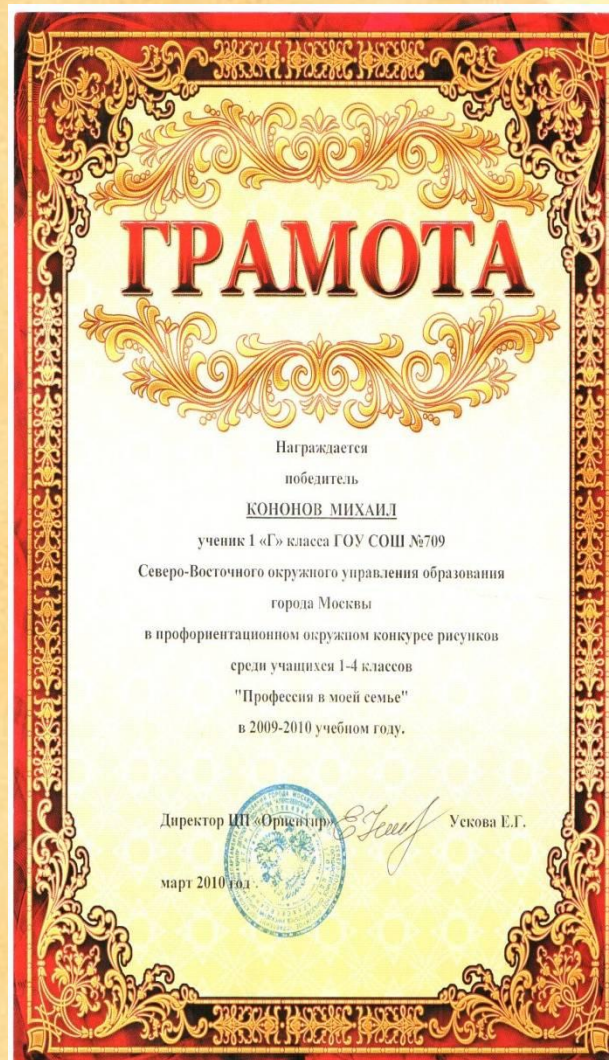 ГРАМОТА
Награждается
победитель
КОНОНОВ МИХАИЛ
ученик 1 «Г» класса ГОУ СОШ №709
Северо-Восточного окружного управления образования
города Москвы
в профориентационном окружном конкурсе рисунков
среди учащихся 1-4 классов
"Профессия в моей семье"
в 2009-2010 учебном году.
Директор ЦП «Ориентир» Ускова Е.Г.
март 2010 год